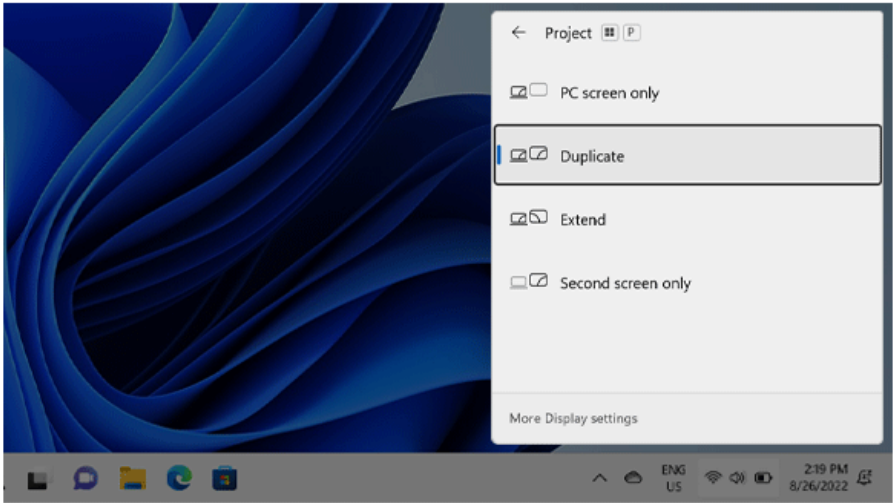 Project P
PC screen only
Duplicate
Extend
Second screen only
More Display settings
ENG
US
2:19 PM
8/26/2022